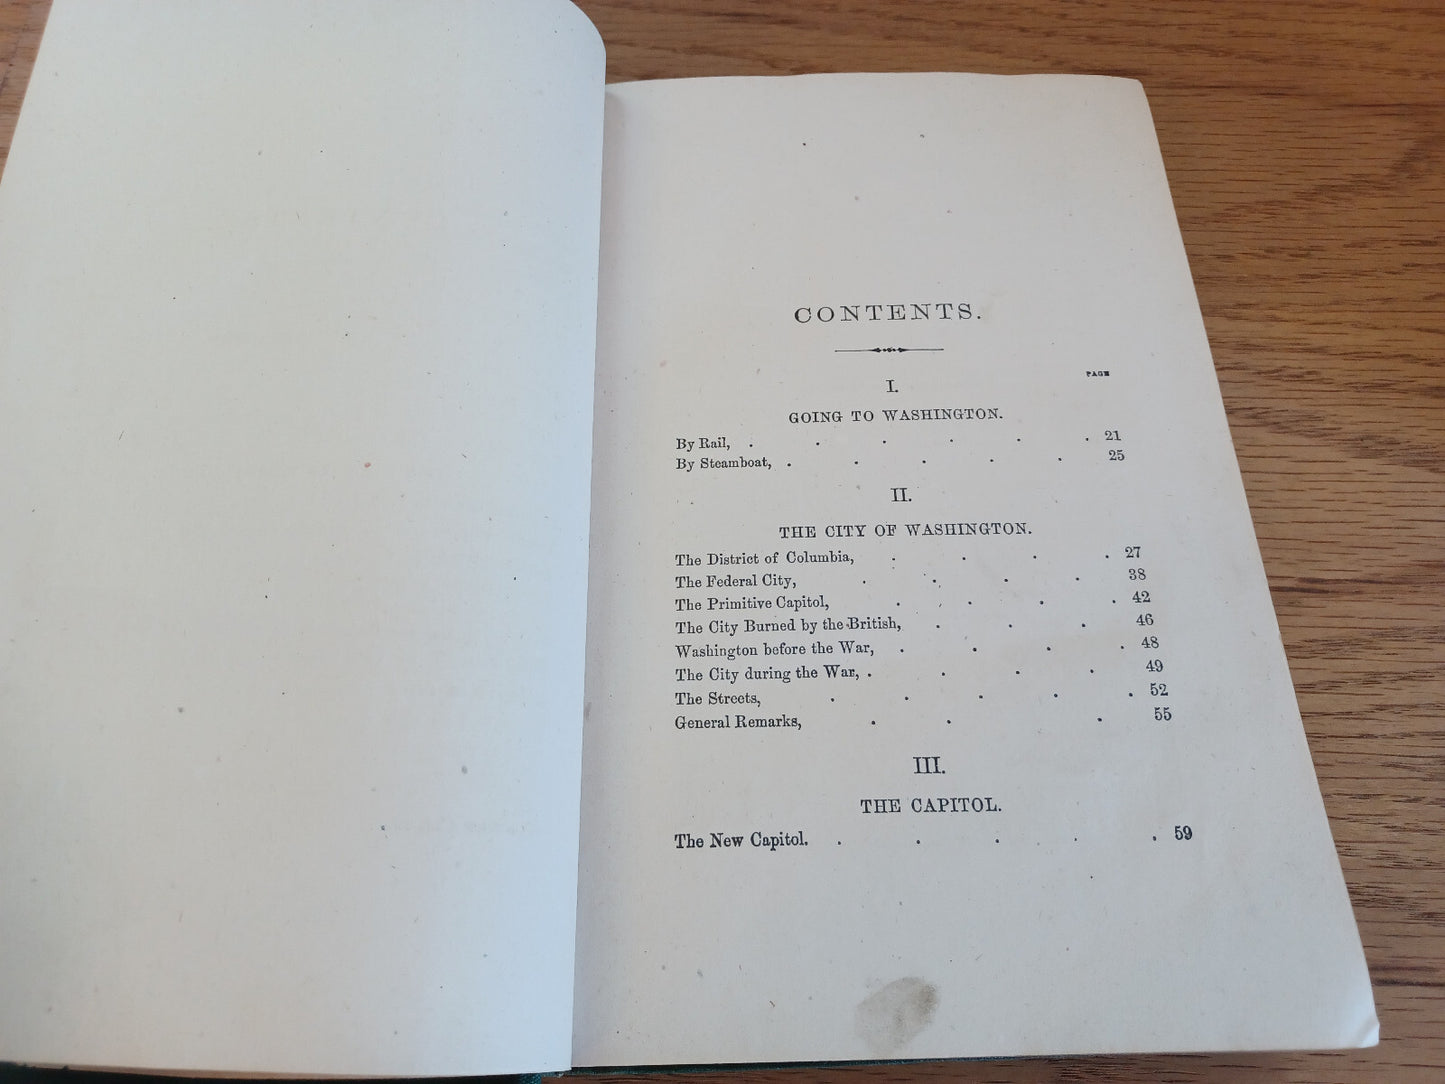 CONTENTS.
PAGE
I.
GOING TO WASHINGTON.
By Rail, . . . . . . 21
By Steamboat, . . . . . 25
II.
THE CITY OF WASHINGTON.
The District of Columbia, . . . . 27
The Federal City, . . . . 38
The Primitive Capitol, . . . . 42
The City Burned by the British, . . . 46
Washington before the War, . . . . 48
The City during the War, . . . . 49
The Streets, . . . . . 52
General Remarks, . . . 55
III.
THE CAPITOL.
The New Capitol. . . . . . 59